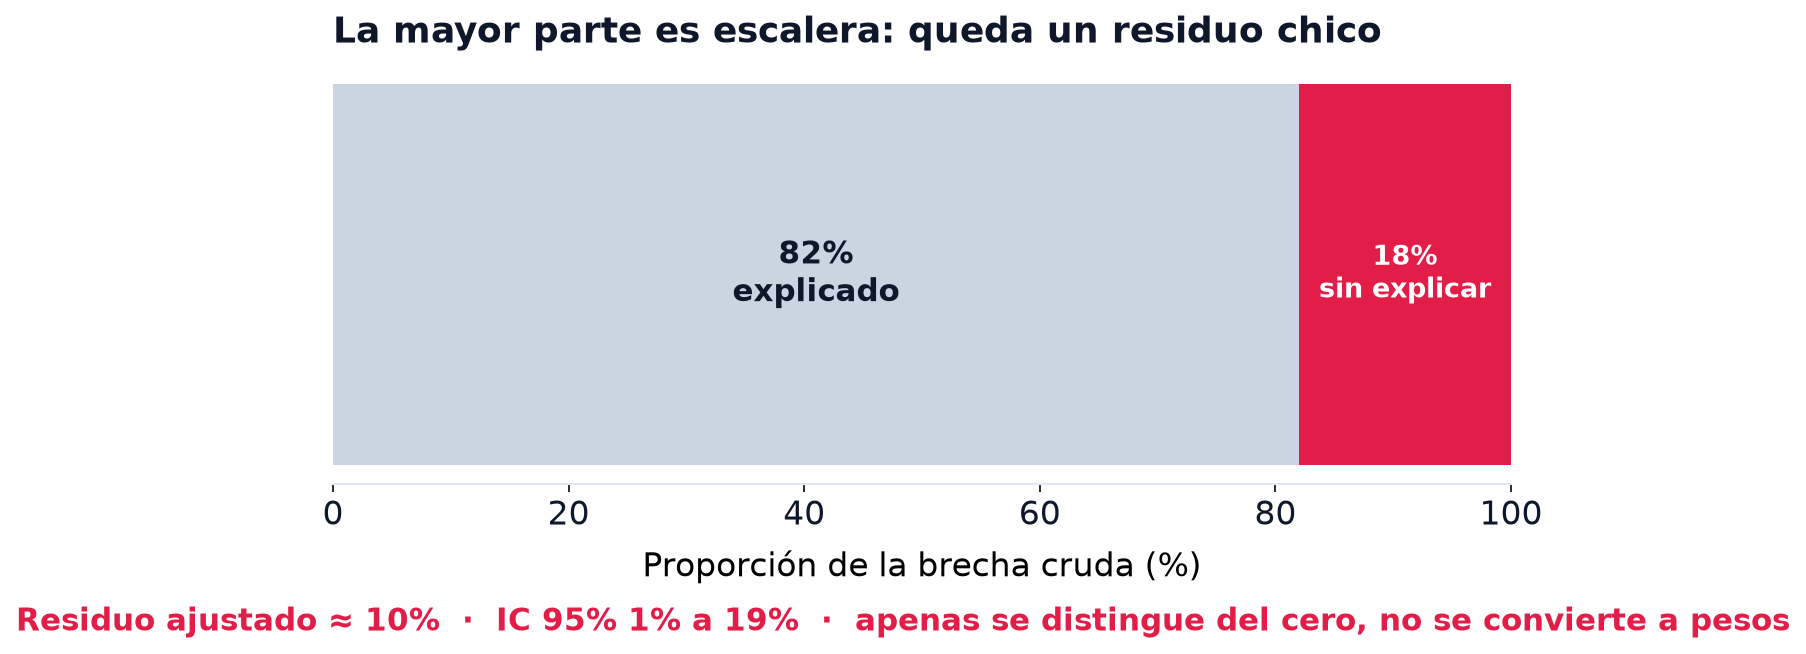 La mayor parte es escalera: queda un residuo chico
82%
explicado
18%
sin explicar
0 20 40 60 80 100
Proporción de la brecha cruda (%)
Residuo ajustado ≈ 10% · IC 95% 1% a 19% · apenas se distingue del cero, no se convierte a pesos